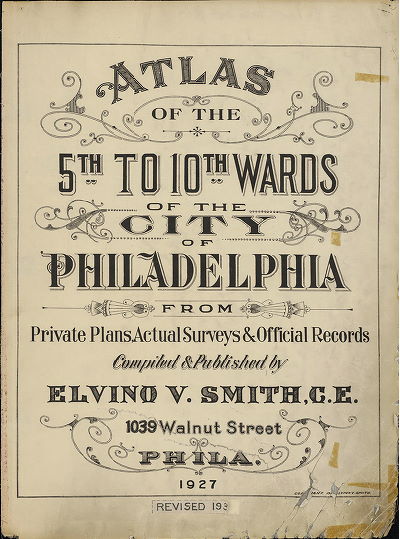 ATLAS
OF THE
5TH TO 10TH WARDS
OF THE
CITY
OF
PHILADELPHIA
FROM
Private Plans, Actual Surveys & Official Records
Compiled & Published by
ELVINO V. SMITH, C.E.
1039 Walnut Street
PHILA.
1927
REVISED 193